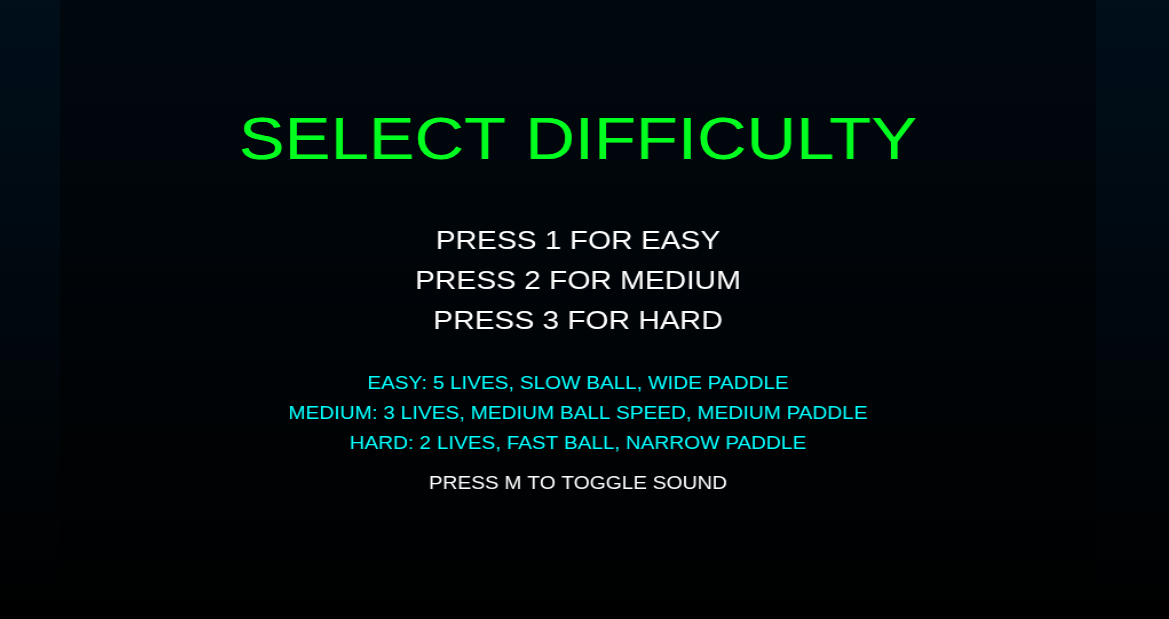 SELECT DIFFICULTY
PRESS 1 FOR EASY
PRESS 2 FOR MEDIUM
PRESS 3 FOR HARD
EASY: 5 LIVES, SLOW BALL, WIDE PADDLE
MEDIUM: 3 LIVES, MEDIUM BALL SPEED, MEDIUM PADDLE
HARD: 2 LIVES, FAST BALL, NARROW PADDLE
PRESS M TO TOGGLE SOUND